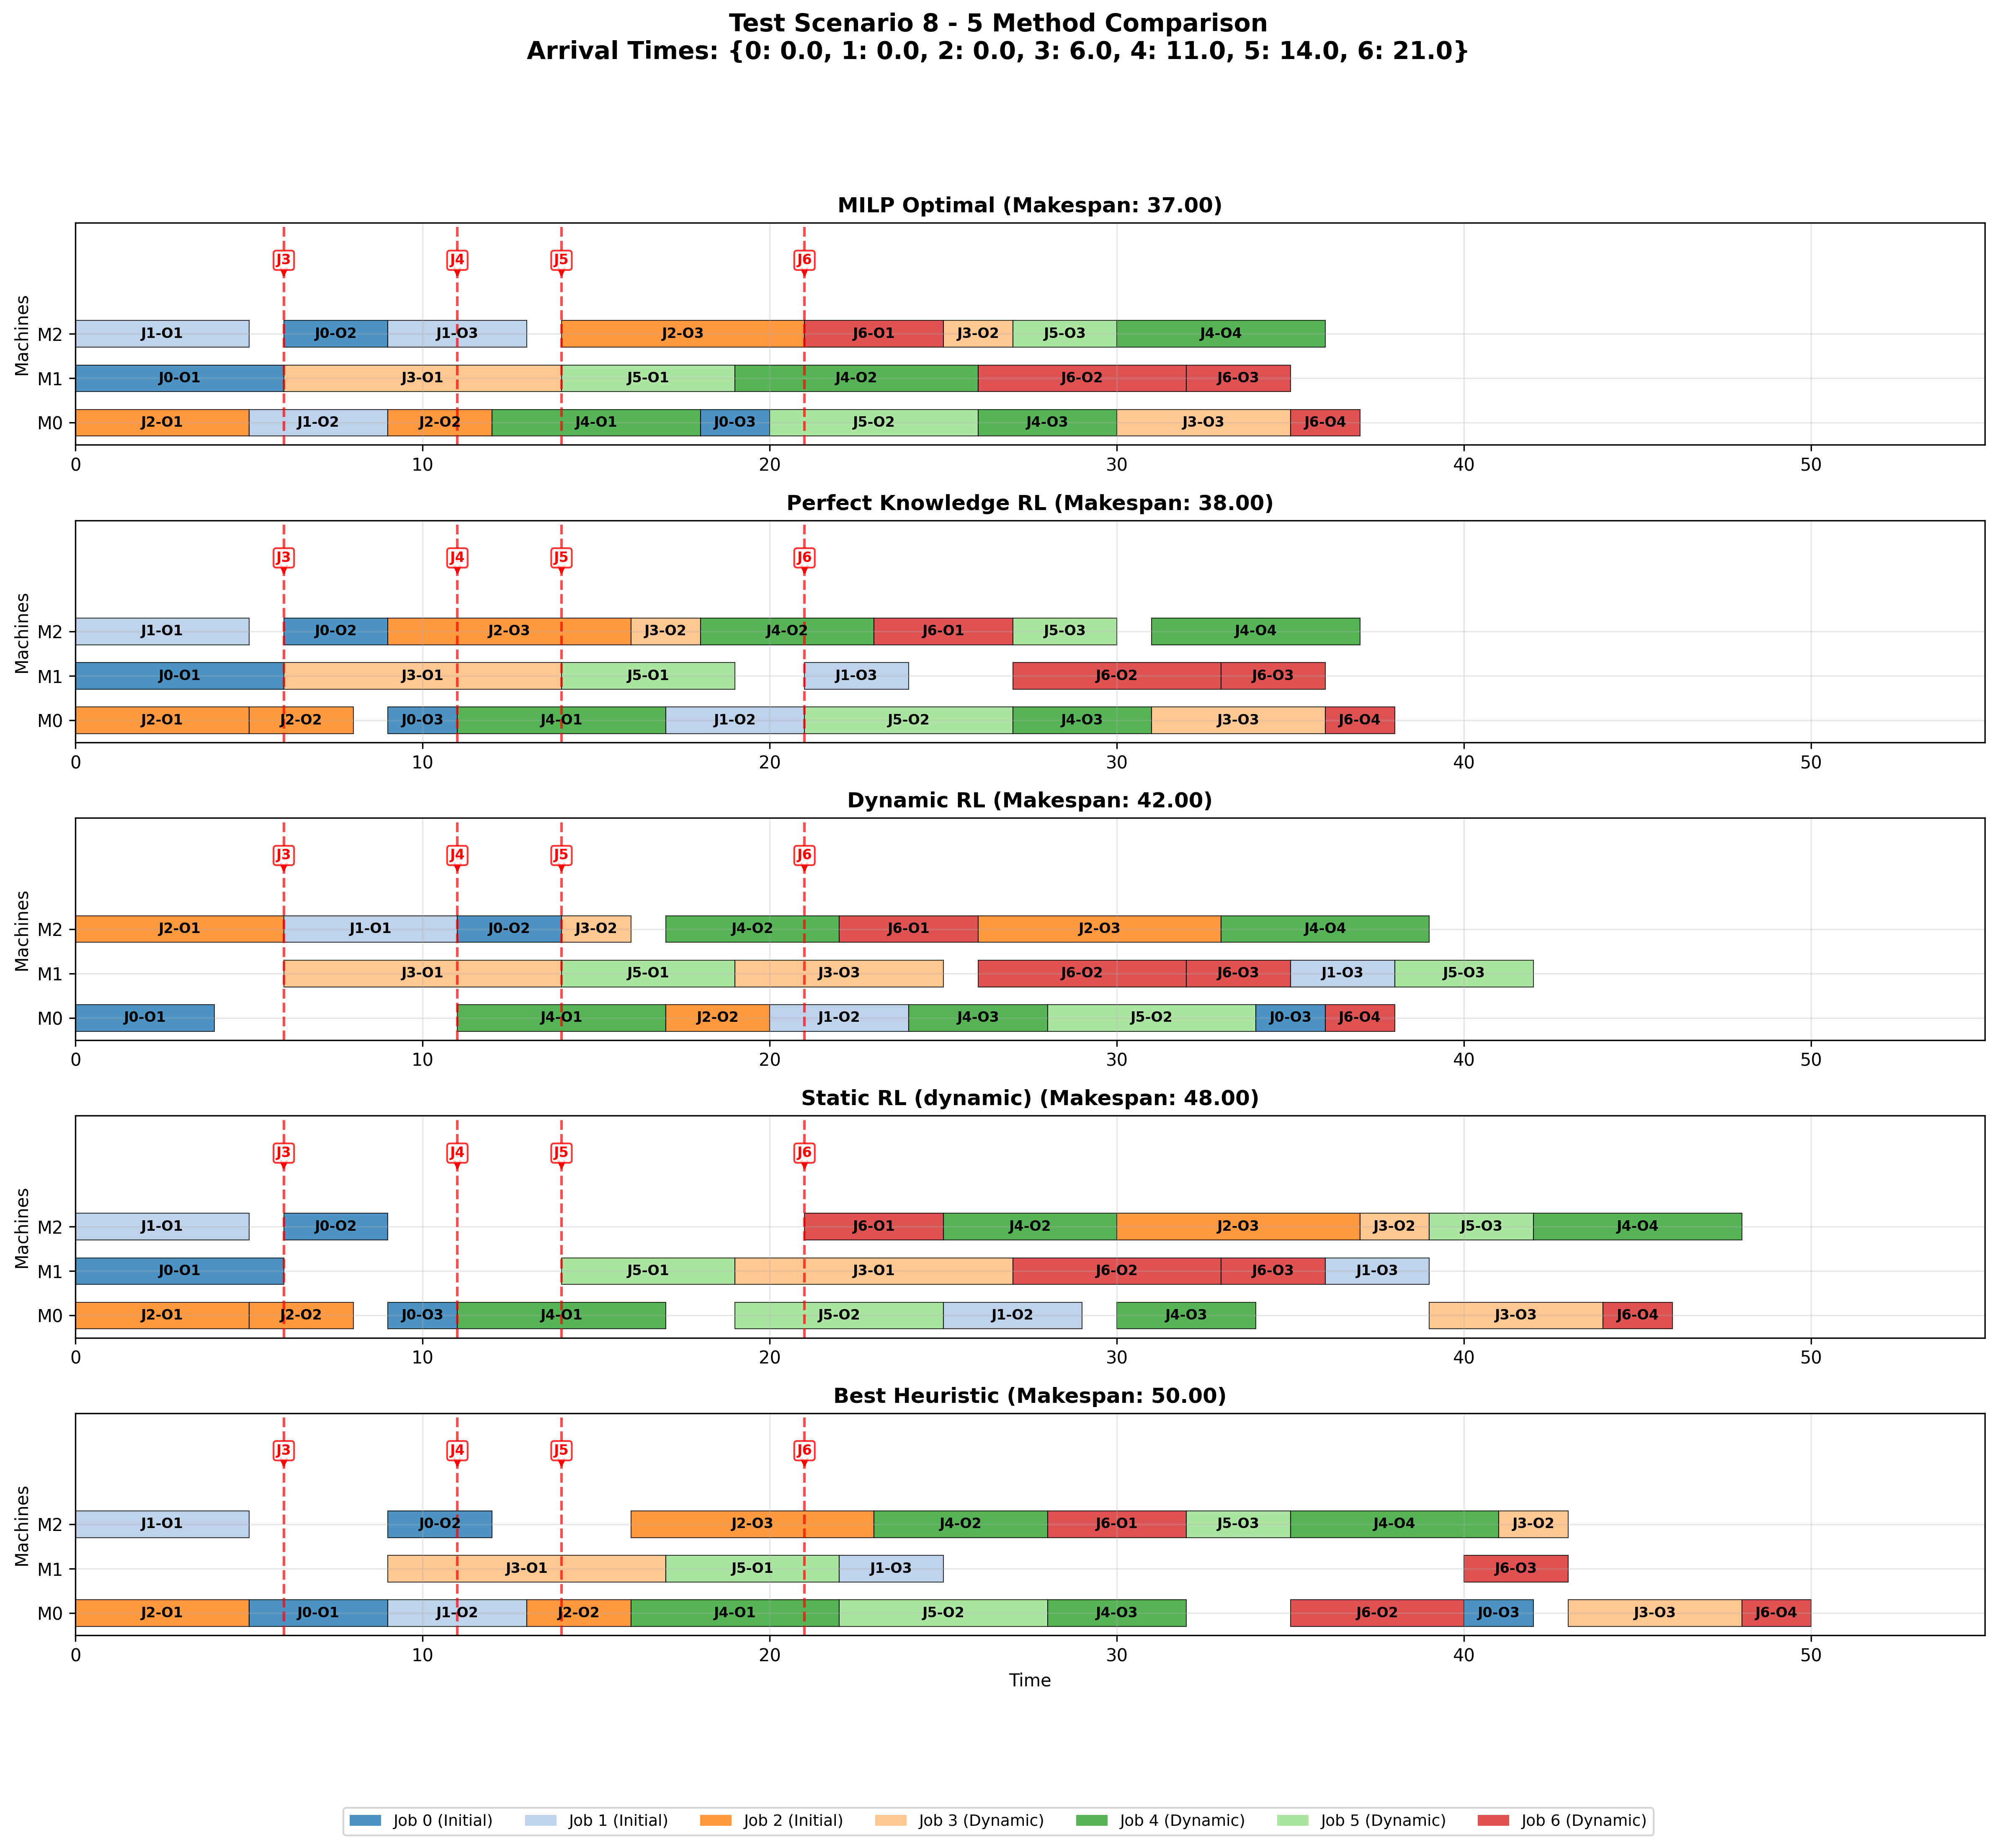 Test Scenario 8 - 5 Method Comparison
Arrival Times: {0: 0.0, 1: 0.0, 2: 0.0, 3: 6.0, 4: 11.0, 5: 14.0, 6: 21.0}
MILP Optimal (Makespan: 37.00)
J3 J4 J5 J6
Machines
M2 J1-O1 J0-O2 J1-O3 J2-O3 J6-O1 J3-O2 J5-O3 J4-O4
M1 J0-O1 J3-O1 J5-O1 J4-O2 J6-O2 J6-O3
M0 J2-O1 J1-O2 J2-O2 J4-O1 J0-O3 J5-O2 J4-O3 J3-O3 J6-O4
0 10 20 30 40 50
Perfect Knowledge RL (Makespan: 38.00)
J3 J4 J5 J6
Machines
M2 J1-O1 J0-O2 J2-O3 J3-O2 J4-O2 J6-O1 J5-O3 J4-O4
M1 J0-O1 J3-O1 J5-O1 J1-O3 J6-O2 J6-O3
M0 J2-O1 J2-O2 J0-O3 J4-O1 J1-O2 J5-O2 J4-O3 J3-O3 J6-O4
0 10 20 30 40 50
Dynamic RL (Makespan: 42.00)
J3 J4 J5 J6
Machines
M2 J2-O1 J1-O1 J0-O2 J3-O2 J4-O2 J6-O1 J2-O3 J4-O4
M1 J3-O1 J5-O1 J3-O3 J6-O2 J6-O3 J1-O3 J5-O3
M0 J0-O1 J4-O1 J2-O2 J1-O2 J4-O3 J5-O2 J0-O3 J6-O4
0 10 20 30 40 50
Static RL (dynamic) (Makespan: 48.00)
J3 J4 J5 J6
Machines
M2 J1-O1 J0-O2 J6-O1 J4-O2 J2-O3 J3-O2 J5-O3 J4-O4
M1 J0-O1 J5-O1 J3-O1 J6-O2 J6-O3 J1-O3
M0 J2-O1 J2-O2 J0-O3 J4-O1 J5-O2 J1-O2 J4-O3 J3-O3 J6-O4
0 10 20 30 40 50
Best Heuristic (Makespan: 50.00)
J3 J4 J5 J6
Machines
M2 J1-O1 J0-O2 J2-O3 J4-O2 J6-O1 J5-O3 J4-O4 J3-O2
M1 J3-O1 J5-O1 J1-O3 J6-O3
M0 J2-O1 J0-O1 J1-O2 J2-O2 J4-O1 J5-O2 J4-O3 J6-O2 J0-O3 J3-O3 J6-O4
0 10 20 30 40 50
Time
Job 0 (Initial) Job 1 (Initial) Job 2 (Initial) Job 3 (Dynamic) Job 4 (Dynamic) Job 5 (Dynamic) Job 6 (Dynamic)